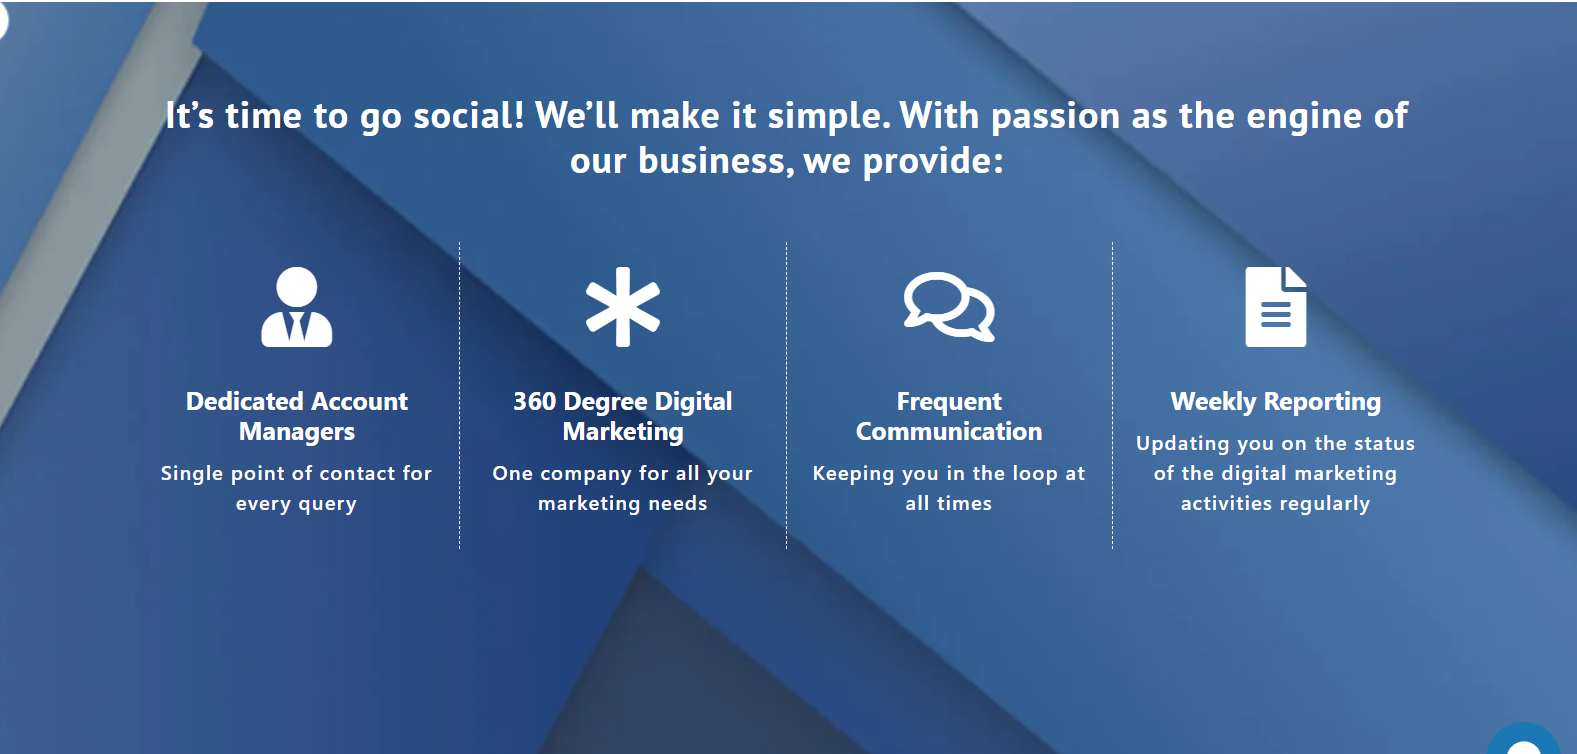 It’s time to go social! We’ll make it simple. With passion as the engine of
our business, we provide:
Dedicated Account
Managers
Single point of contact for
every query
360 Degree Digital
Marketing
One company for all your
marketing needs
Frequent
Communication
Keeping you in the loop at
all times
Weekly Reporting
Updating you on the status
of the digital marketing
activities regularly